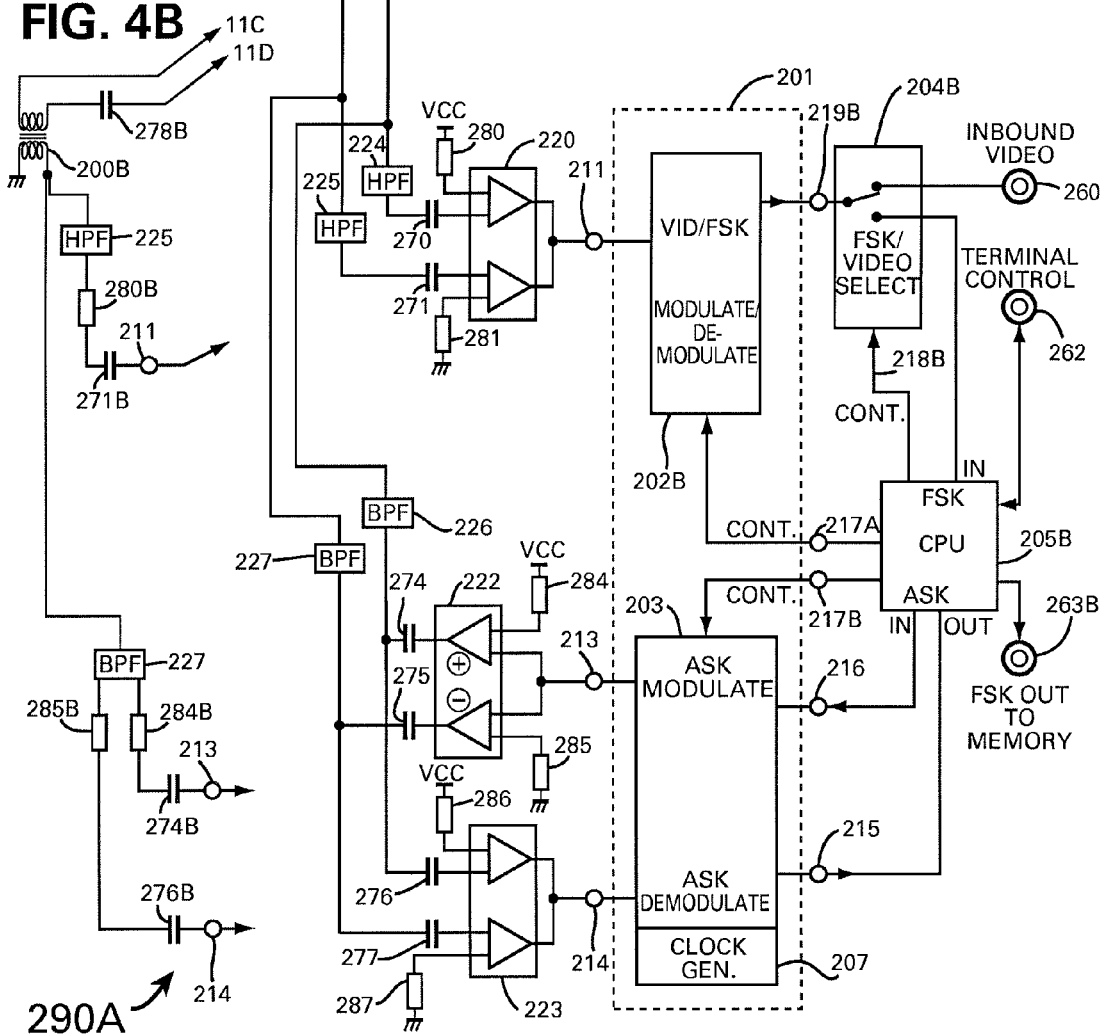 FIG. 4B
11C
11D
278B
200B
HPF
225
280B
211
271B
BPF
227
285B
284B
213
274B
276B
214
290A
224
HPF
225
HPF
VCC
280
220
270
271
281
211
201
VID/FSK
MODULATE/
DE-
MODULATE
202B
219B
204B
FSK/
VIDEO
SELECT
218B
CONT.
INBOUND
VIDEO
260
TERMINAL
CONTROL
262
IN
FSK
CPU
ASK
205B
IN
OUT
CONT.
217A
CONT.
217B
263B
FSK OUT
TO
MEMORY
BPF
226
227
BPF
VCC
284
274
222
+
−
275
285
213
203
ASK
MODULATE
216
VCC
286
276
277
287
223
214
ASK
DEMODULATE
215
CLOCK
GEN.
207